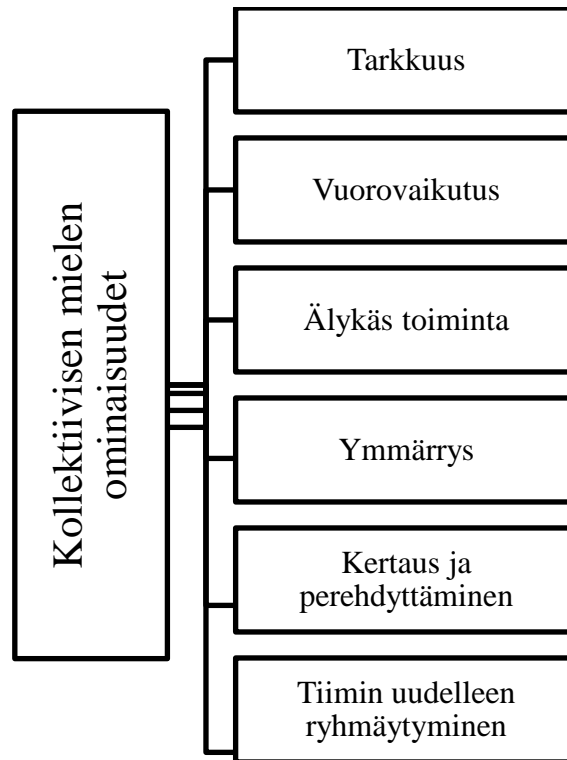 Kollektiivisen mielen
ominaisuudet
Tarkkuus
Vuorovaikutus
Älykäs toiminta
Ymmärrys
Kertaus ja
perehdyttäminen
Tiimin uudelleen
ryhmäytyminen